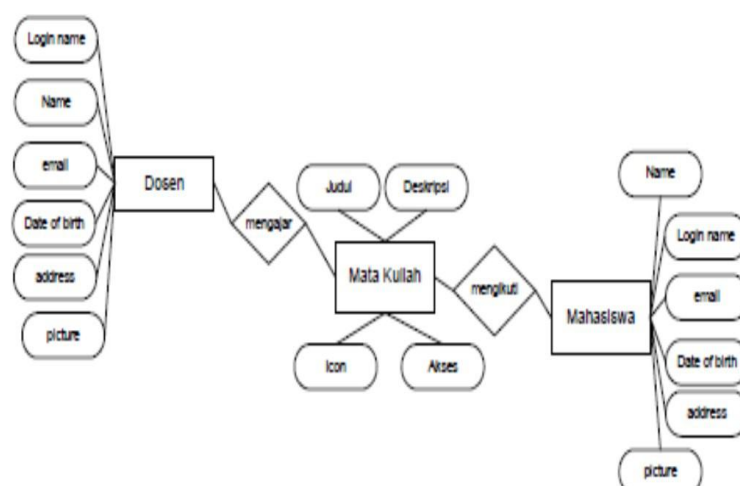 Login name
Name
email
Date of birth
address
picture
Dosen
mengajar
Judul
Deskripsi
Mata Kuliah
Icon
Akses
mengikuti
Mahasiswa
Name
Login name
email
Date of birth
address
picture